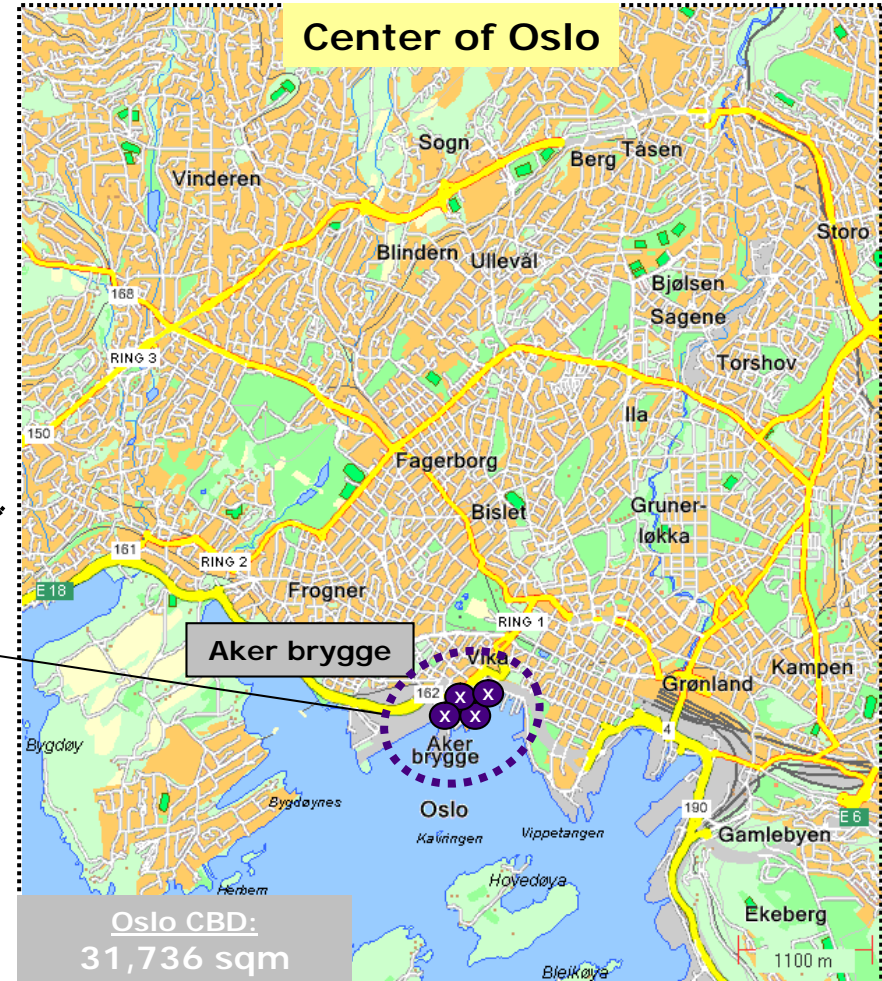 Center of Oslo
Sogn
Berg
Tåsen
Vinderen
Storo
Blindern
Ullevål
Bjølsen
168
Sagene
RING 3
Torshov
Ila
150
Fagerborg
Bislet
Gruner-
løkka
*
161
RING 2
E 18
Frogner
RING 1
Aker brygge
Vika
Kampen
Grønland
162
X
X
X
X
4
Aker
brygge
Bygdøy
Bygdøynes
Oslo
190
E 6
Kavringen
Vippetangen
Gamlebyen
Herbern
Hovedøya
Ekeberg
Oslo CBD:
31,736 sqm
1100 m
Bleikøya